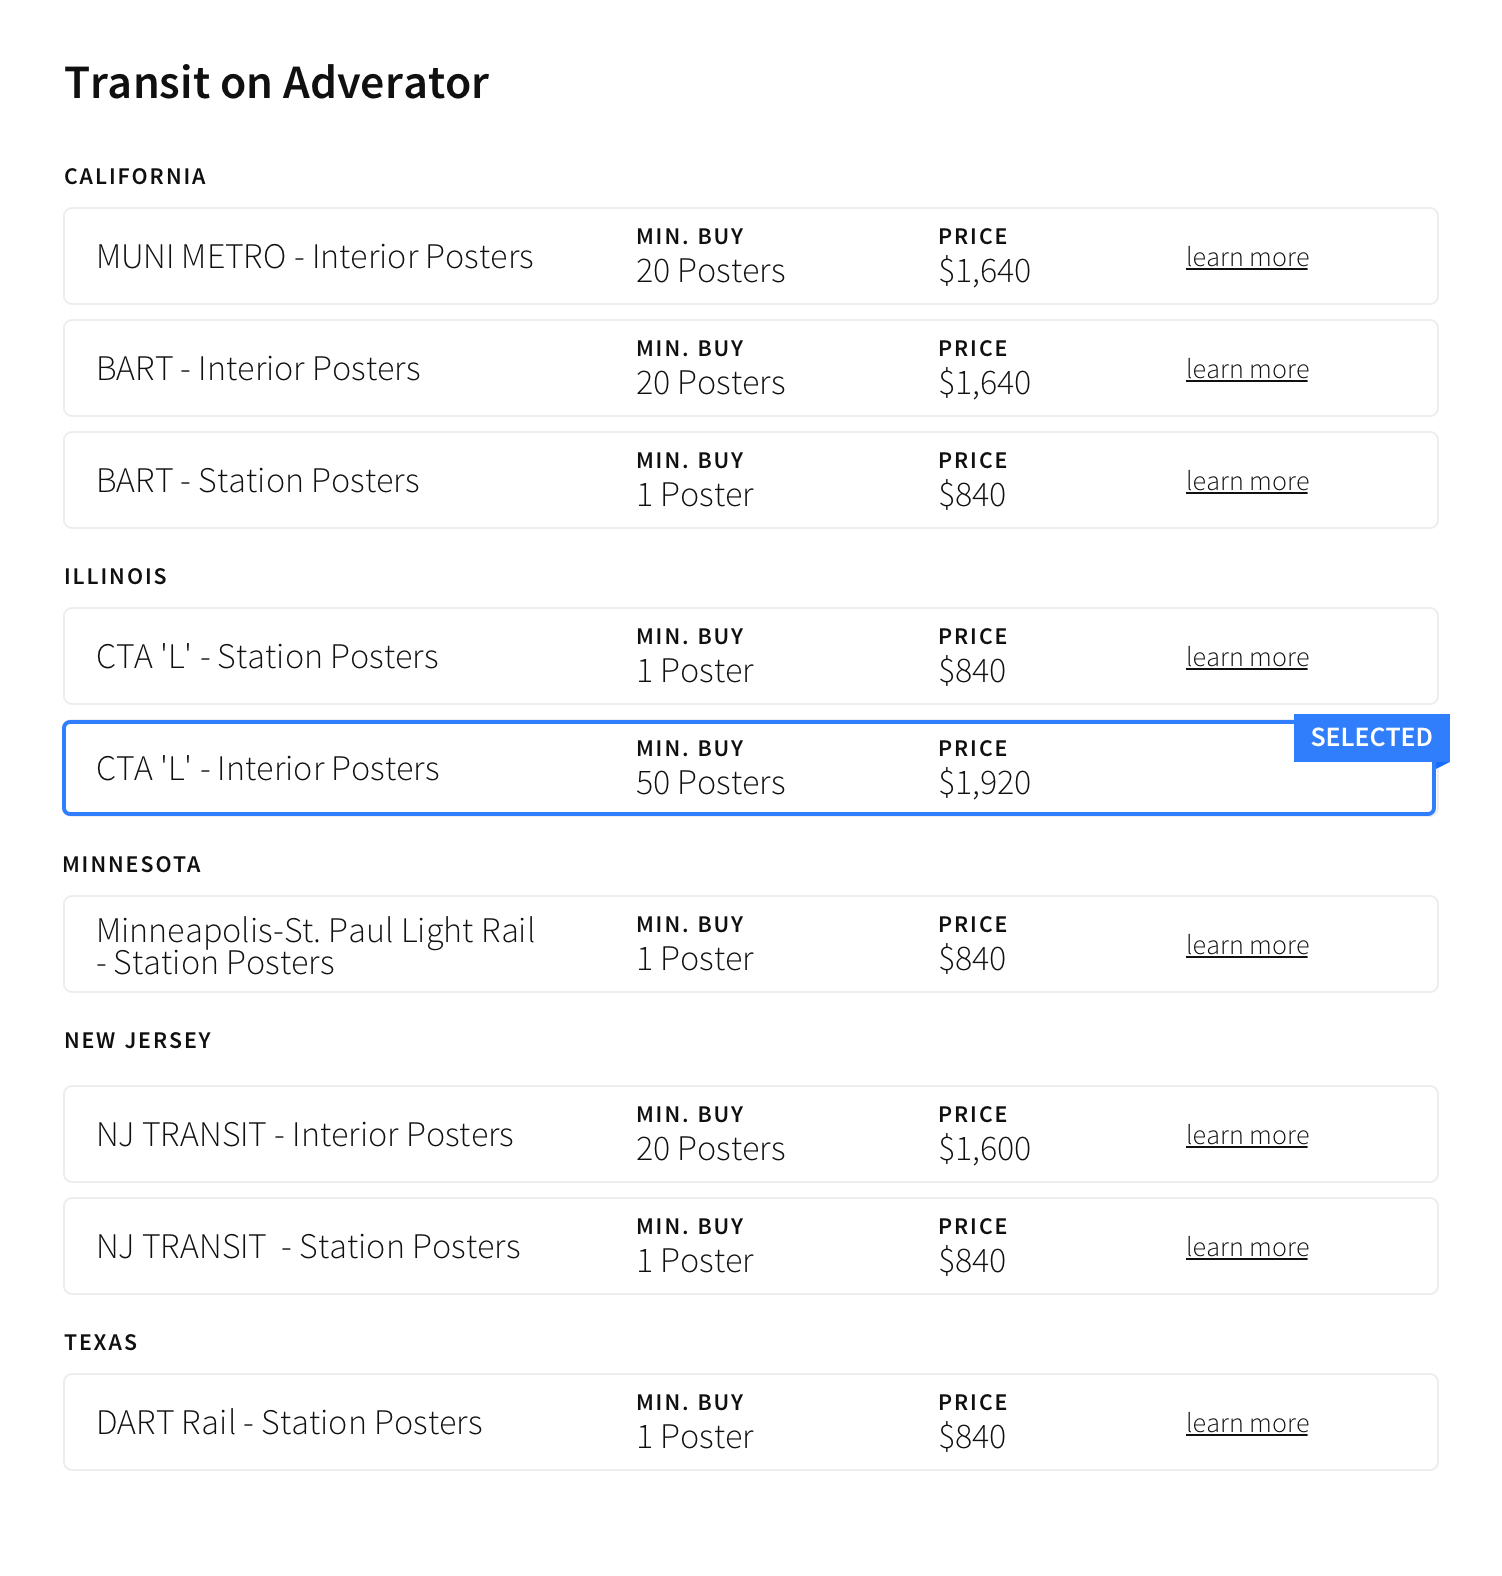 Transit on Adverator
CALIFORNIA
MUNI METRO - Interior Posters
MIN. BUY
20 Posters
PRICE
$1,640
learn more
BART - Interior Posters
MIN. BUY
20 Posters
PRICE
$1,640
learn more
BART - Station Posters
MIN. BUY
1 Poster
PRICE
$840
learn more
ILLINOIS
CTA 'L' - Station Posters
MIN. BUY
1 Poster
PRICE
$840
learn more
CTA 'L' - Interior Posters
MIN. BUY
50 Posters
PRICE
$1,920
SELECTED
MINNESOTA
Minneapolis-St. Paul Light Rail
- Station Posters
MIN. BUY
1 Poster
PRICE
$840
learn more
NEW JERSEY
NJ TRANSIT - Interior Posters
MIN. BUY
20 Posters
PRICE
$1,600
learn more
NJ TRANSIT  - Station Posters
MIN. BUY
1 Poster
PRICE
$840
learn more
TEXAS
DART Rail - Station Posters
MIN. BUY
1 Poster
PRICE
$840
learn more